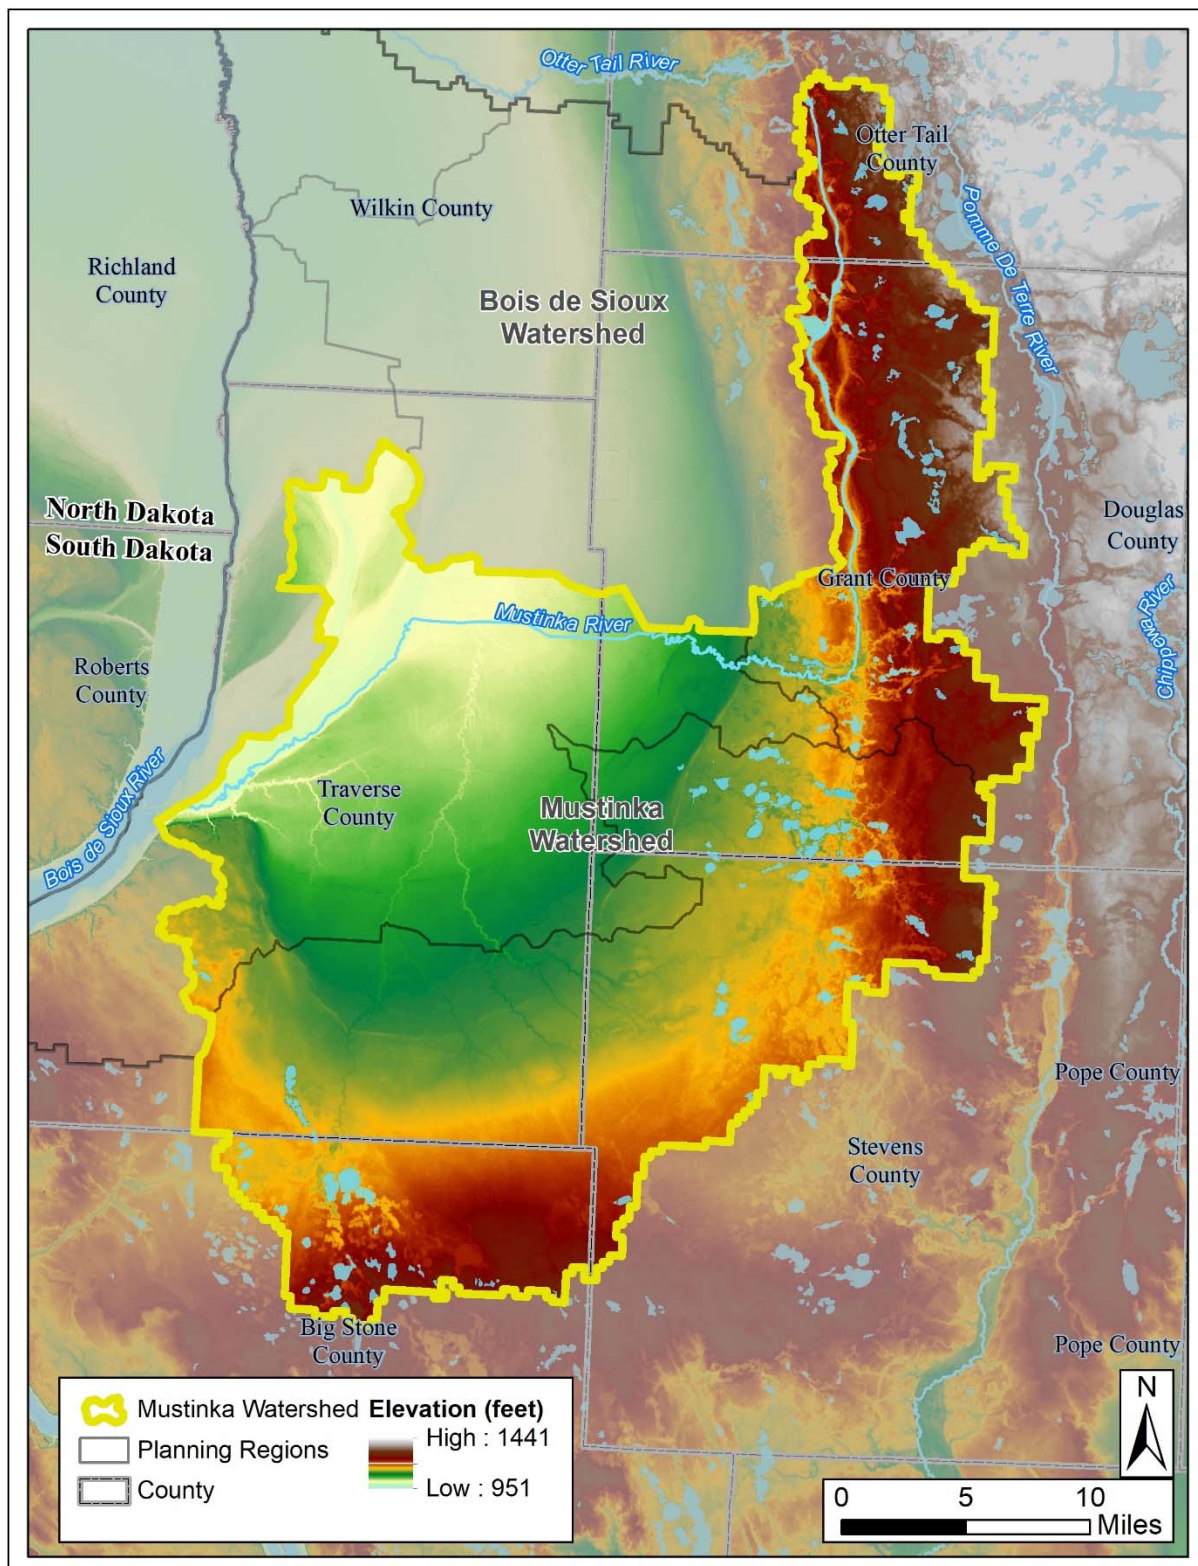 Otter Tail River
Otter Tail
County
Pomme De Terre River
Wilkin County
Richland
County
Bois de Sioux
Watershed
North Dakota
South Dakota
Douglas
County
Grant County
Chippewa River
Mustinka River
Roberts
County
Traverse
County
Mustinka
Watershed
Bois de Sioux River
Pope County
Stevens
County
Big Stone
County
Pope County
Mustinka Watershed
Planning Regions
County
Elevation (feet)
High : 1441
Low : 951
N
0 5 10
Miles